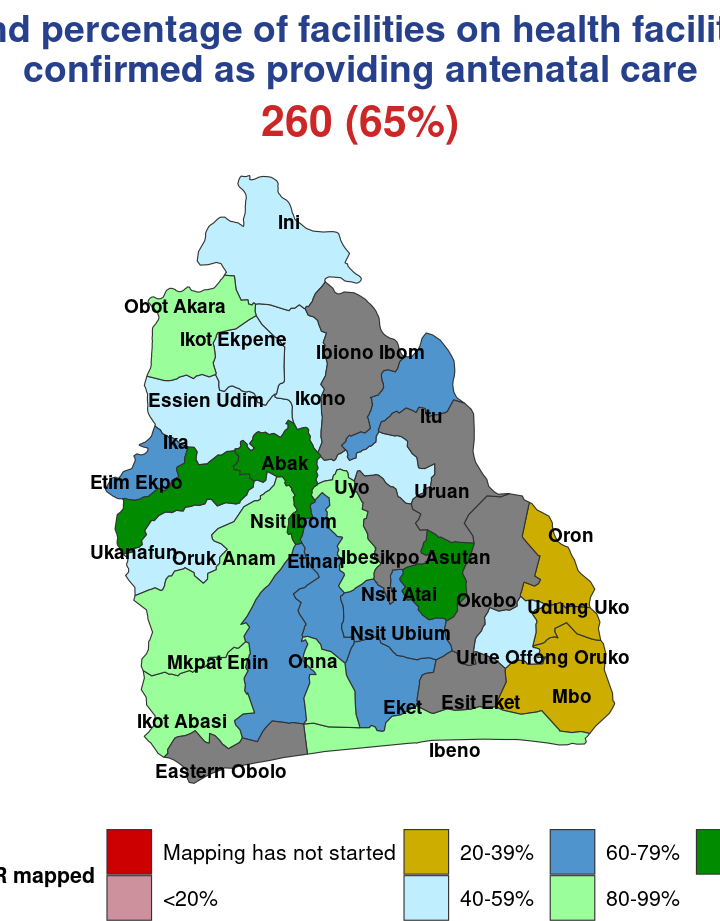 nd percentage of facilities on health facilit
confirmed as providing antenatal care
260 (65%)
Ini
Obot Akara
Ikot Ekpene
Ibiono Ibom
Essien Udim
Ikono
Itu
Ika
Abak
Etim Ekpo
Uyo
Uruan
Nsit Ibom
Oron
Ukanafun
Oruk Anam
Etinan
Ibesikpo Asutan
Nsit Atai
Okobo
Udung Uko
Nsit Ubium
Mkpat Enin
Onna
Urue Offong Oruko
Eket
Esit Eket
Mbo
Ikot Abasi
Ibeno
Eastern Obolo
R mapped
Mapping has not started
20-39%
60-79%
<20%
40-59%
80-99%